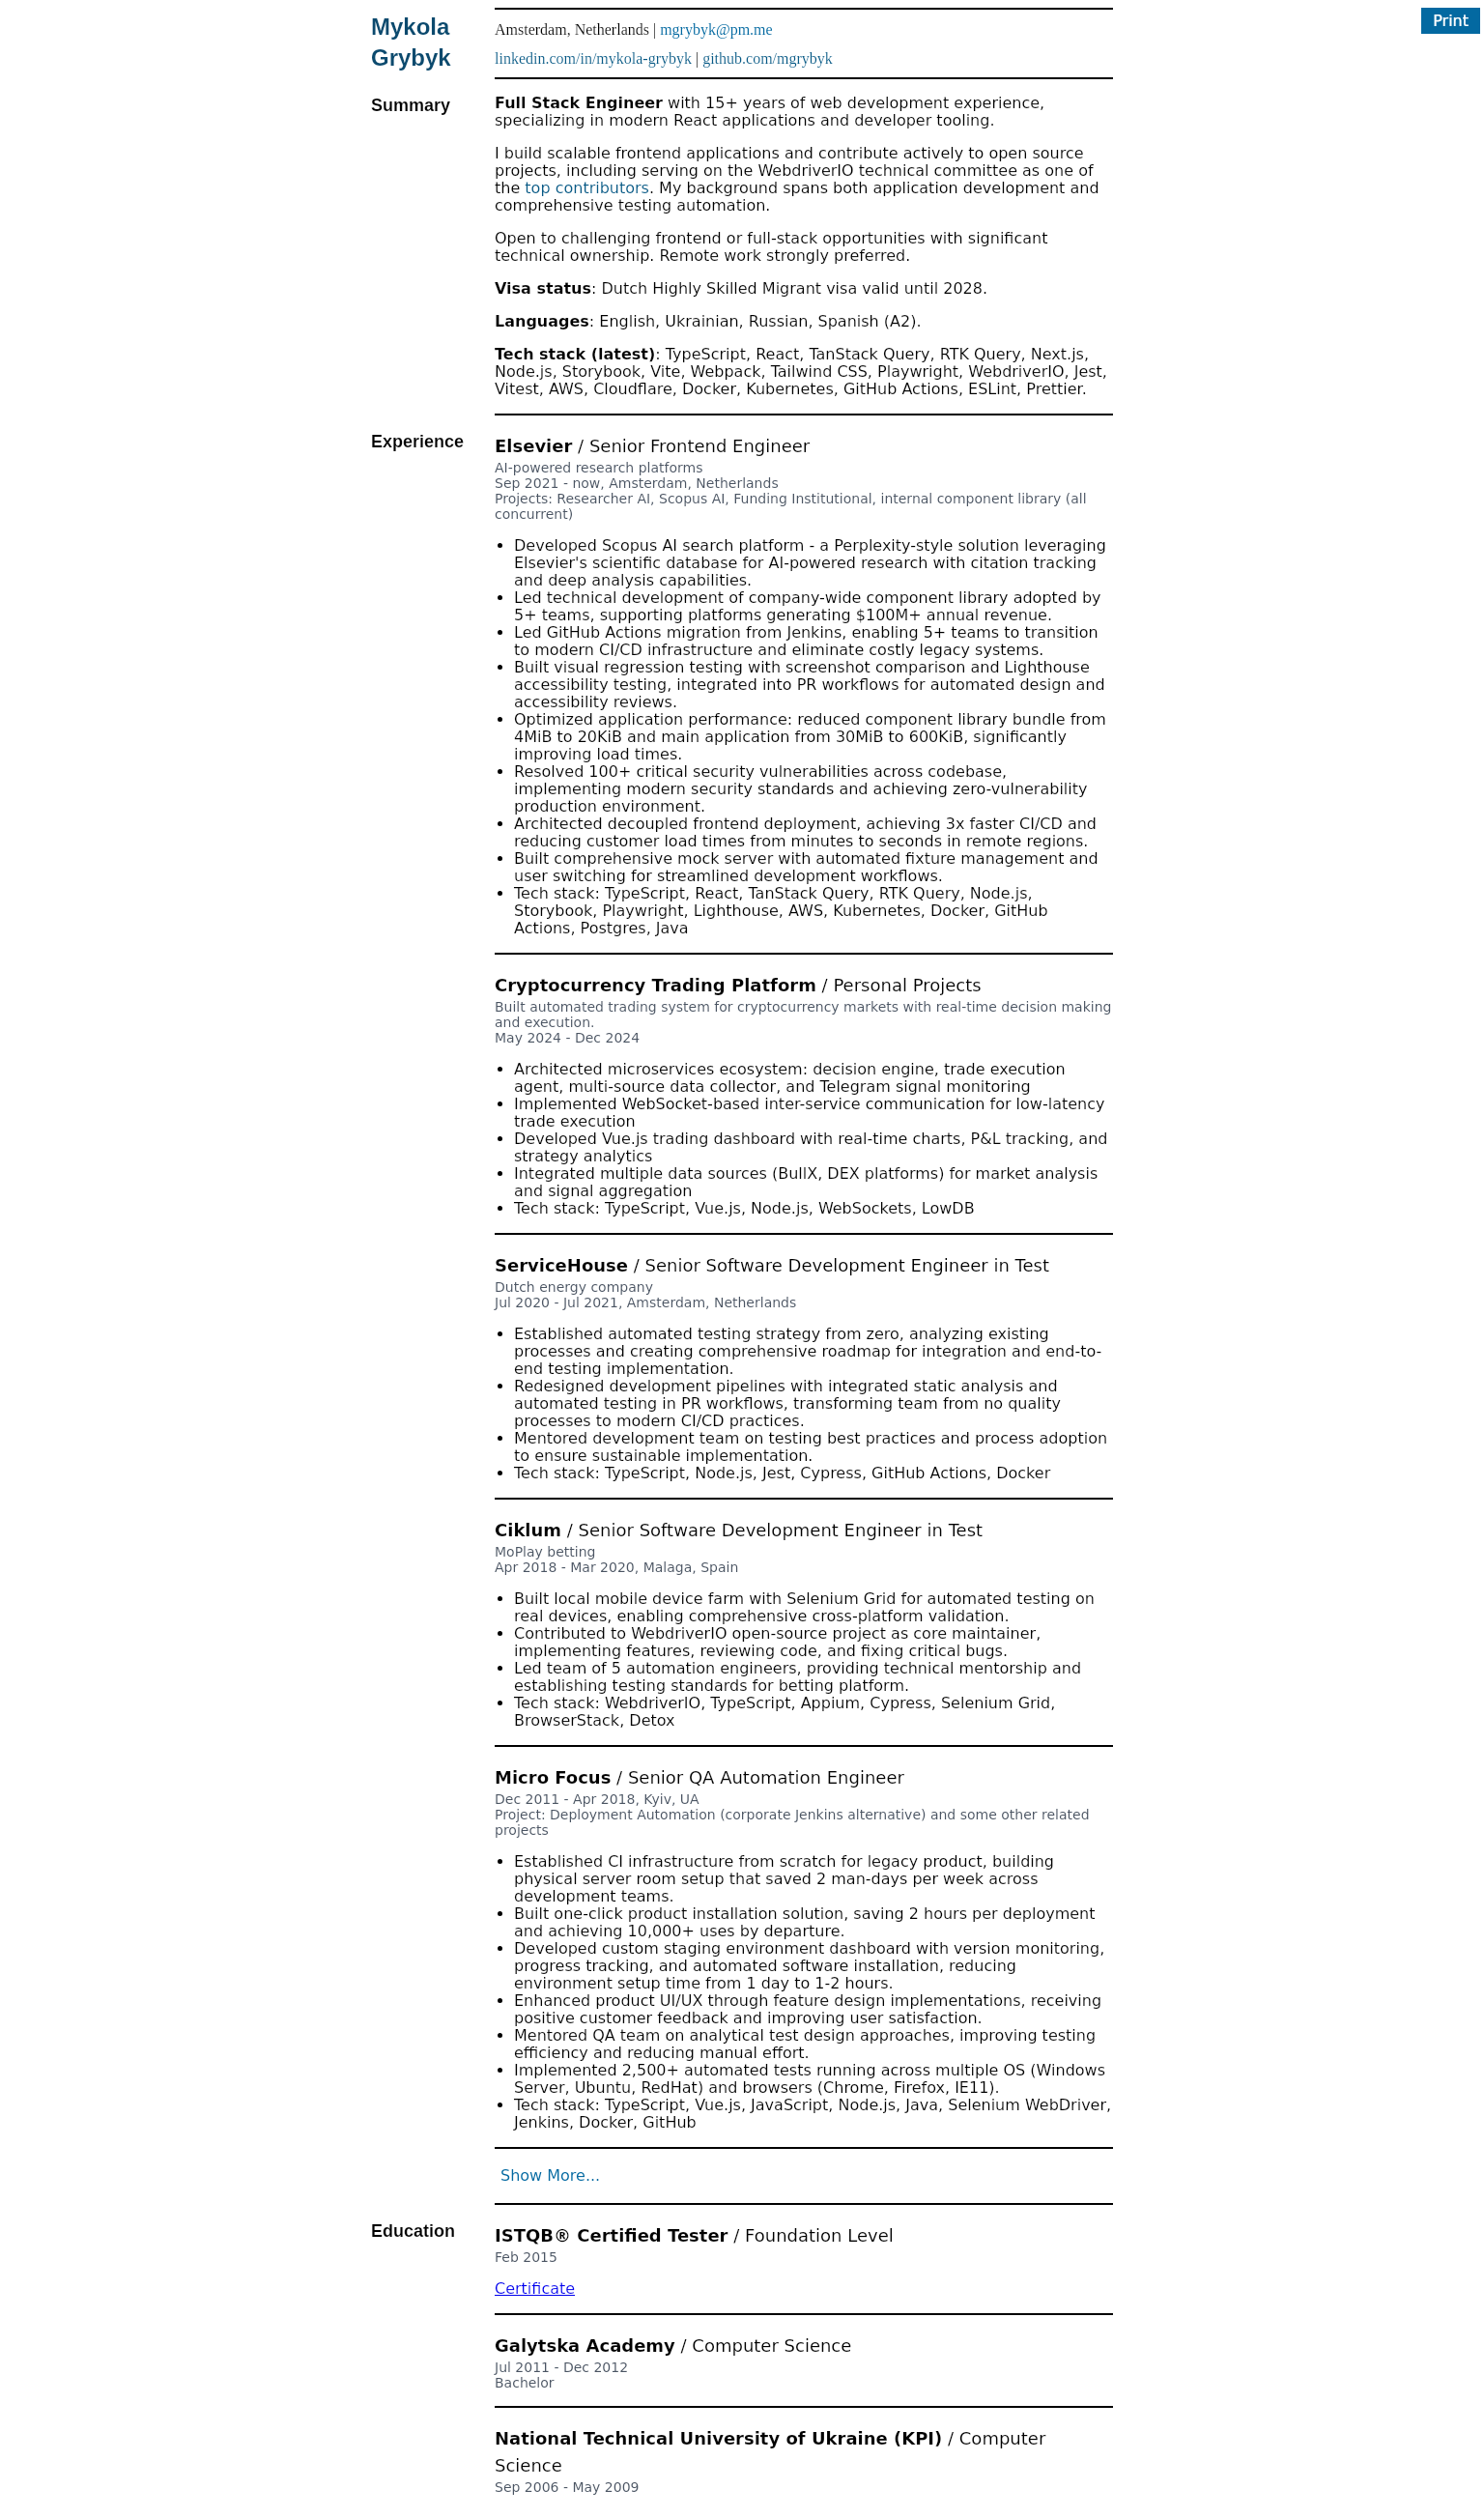 Mykola
Grybyk
Amsterdam, Netherlands | mgrybyk@pm.me
linkedin.com/in/mykola-grybyk | github.com/mgrybyk
Print
Summary
Full Stack Engineer with 15+ years of web development experience,
specializing in modern React applications and developer tooling.
I build scalable frontend applications and contribute actively to open source
projects, including serving on the WebdriverIO technical committee as one of
the top contributors. My background spans both application development and
comprehensive testing automation.
Open to challenging frontend or full-stack opportunities with significant
technical ownership. Remote work strongly preferred.
Visa status: Dutch Highly Skilled Migrant visa valid until 2028.
Languages: English, Ukrainian, Russian, Spanish (A2).
Tech stack (latest): TypeScript, React, TanStack Query, RTK Query, Next.js,
Node.js, Storybook, Vite, Webpack, Tailwind CSS, Playwright, WebdriverIO, Jest,
Vitest, AWS, Cloudflare, Docker, Kubernetes, GitHub Actions, ESLint, Prettier.
Experience
Elsevier / Senior Frontend Engineer
AI-powered research platforms
Sep 2021 - now, Amsterdam, Netherlands
Projects: Researcher AI, Scopus AI, Funding Institutional, internal component library (all
concurrent)
• Developed Scopus AI search platform - a Perplexity-style solution leveraging
Elsevier's scientific database for AI-powered research with citation tracking
and deep analysis capabilities.
• Led technical development of company-wide component library adopted by
5+ teams, supporting platforms generating $100M+ annual revenue.
• Led GitHub Actions migration from Jenkins, enabling 5+ teams to transition
to modern CI/CD infrastructure and eliminate costly legacy systems.
• Built visual regression testing with screenshot comparison and Lighthouse
accessibility testing, integrated into PR workflows for automated design and
accessibility reviews.
• Optimized application performance: reduced component library bundle from
4MiB to 20KiB and main application from 30MiB to 600KiB, significantly
improving load times.
• Resolved 100+ critical security vulnerabilities across codebase,
implementing modern security standards and achieving zero-vulnerability
production environment.
• Architected decoupled frontend deployment, achieving 3x faster CI/CD and
reducing customer load times from minutes to seconds in remote regions.
• Built comprehensive mock server with automated fixture management and
user switching for streamlined development workflows.
• Tech stack: TypeScript, React, TanStack Query, RTK Query, Node.js,
Storybook, Playwright, Lighthouse, AWS, Kubernetes, Docker, GitHub
Actions, Postgres, Java
Cryptocurrency Trading Platform / Personal Projects
Built automated trading system for cryptocurrency markets with real-time decision making
and execution.
May 2024 - Dec 2024
• Architected microservices ecosystem: decision engine, trade execution
agent, multi-source data collector, and Telegram signal monitoring
• Implemented WebSocket-based inter-service communication for low-latency
trade execution
• Developed Vue.js trading dashboard with real-time charts, P&L tracking, and
strategy analytics
• Integrated multiple data sources (BullX, DEX platforms) for market analysis
and signal aggregation
• Tech stack: TypeScript, Vue.js, Node.js, WebSockets, LowDB
ServiceHouse / Senior Software Development Engineer in Test
Dutch energy company
Jul 2020 - Jul 2021, Amsterdam, Netherlands
• Established automated testing strategy from zero, analyzing existing
processes and creating comprehensive roadmap for integration and end-to-
end testing implementation.
• Redesigned development pipelines with integrated static analysis and
automated testing in PR workflows, transforming team from no quality
processes to modern CI/CD practices.
• Mentored development team on testing best practices and process adoption
to ensure sustainable implementation.
• Tech stack: TypeScript, Node.js, Jest, Cypress, GitHub Actions, Docker
Ciklum / Senior Software Development Engineer in Test
MoPlay betting
Apr 2018 - Mar 2020, Malaga, Spain
• Built local mobile device farm with Selenium Grid for automated testing on
real devices, enabling comprehensive cross-platform validation.
• Contributed to WebdriverIO open-source project as core maintainer,
implementing features, reviewing code, and fixing critical bugs.
• Led team of 5 automation engineers, providing technical mentorship and
establishing testing standards for betting platform.
• Tech stack: WebdriverIO, TypeScript, Appium, Cypress, Selenium Grid,
BrowserStack, Detox
Micro Focus / Senior QA Automation Engineer
Dec 2011 - Apr 2018, Kyiv, UA
Project: Deployment Automation (corporate Jenkins alternative) and some other related
projects
• Established CI infrastructure from scratch for legacy product, building
physical server room setup that saved 2 man-days per week across
development teams.
• Built one-click product installation solution, saving 2 hours per deployment
and achieving 10,000+ uses by departure.
• Developed custom staging environment dashboard with version monitoring,
progress tracking, and automated software installation, reducing
environment setup time from 1 day to 1-2 hours.
• Enhanced product UI/UX through feature design implementations, receiving
positive customer feedback and improving user satisfaction.
• Mentored QA team on analytical test design approaches, improving testing
efficiency and reducing manual effort.
• Implemented 2,500+ automated tests running across multiple OS (Windows
Server, Ubuntu, RedHat) and browsers (Chrome, Firefox, IE11).
• Tech stack: TypeScript, Vue.js, JavaScript, Node.js, Java, Selenium WebDriver,
Jenkins, Docker, GitHub
Show More...
Education
ISTQB® Certified Tester / Foundation Level
Feb 2015
Certificate
Galytska Academy / Computer Science
Jul 2011 - Dec 2012
Bachelor
National Technical University of Ukraine (KPI) / Computer
Science
Sep 2006 - May 2009